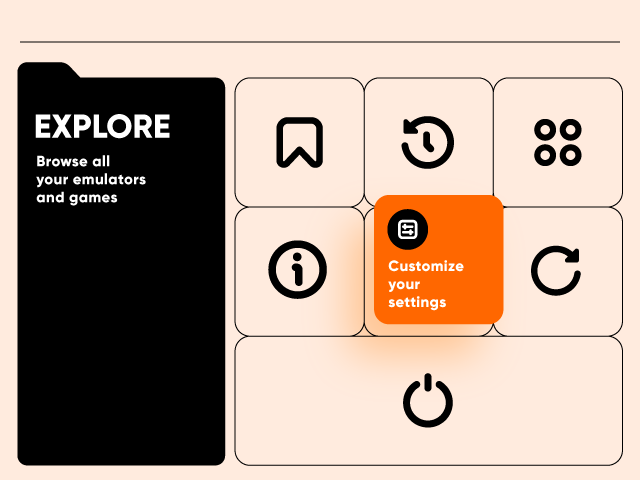 EXPLORE
Browse all
your emulators
and games
Customize
your
settings